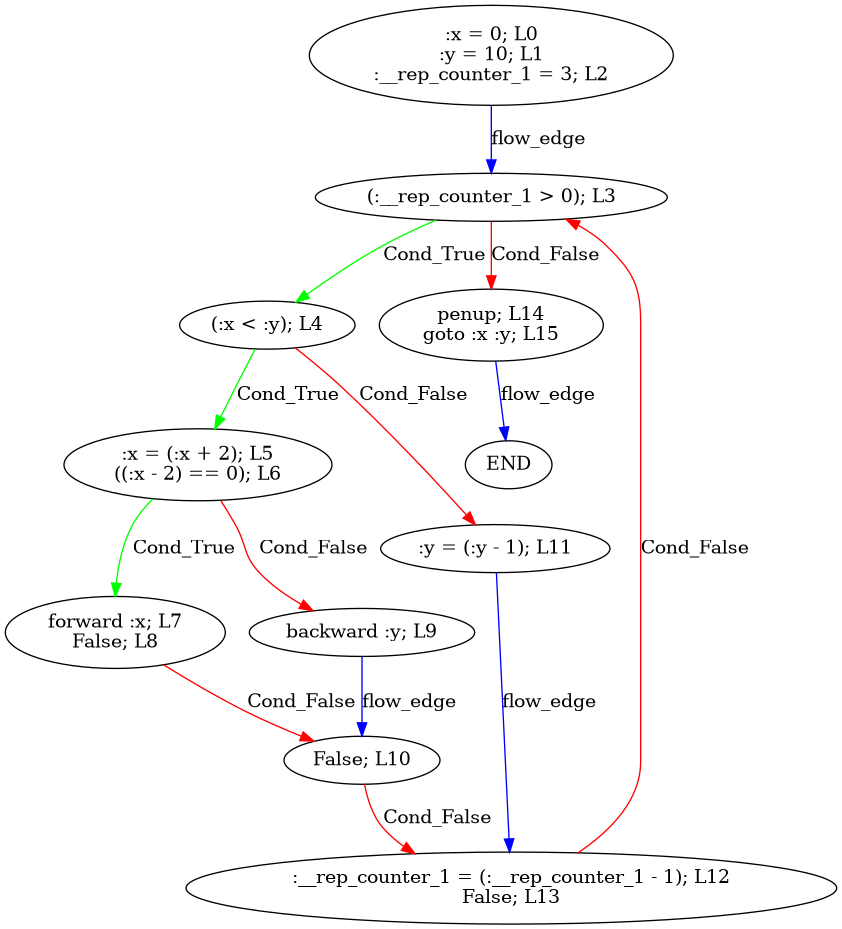 :x = 0; L0
:y = 10; L1
:__rep_counter_1 = 3; L2
flow_edge
(:__rep_counter_1 > 0); L3
Cond_True
Cond_False
(:x < :y); L4
penup; L14
goto :x :y; L15
Cond_True
Cond_False
flow_edge
:x = (:x + 2); L5
((:x - 2) == 0); L6
END
Cond_True
Cond_False
:y = (:y - 1); L11
Cond_False
forward :x; L7
False; L8
backward :y; L9
Cond_False
flow_edge
flow_edge
False; L10
Cond_False
:__rep_counter_1 = (:__rep_counter_1 - 1); L12
False; L13